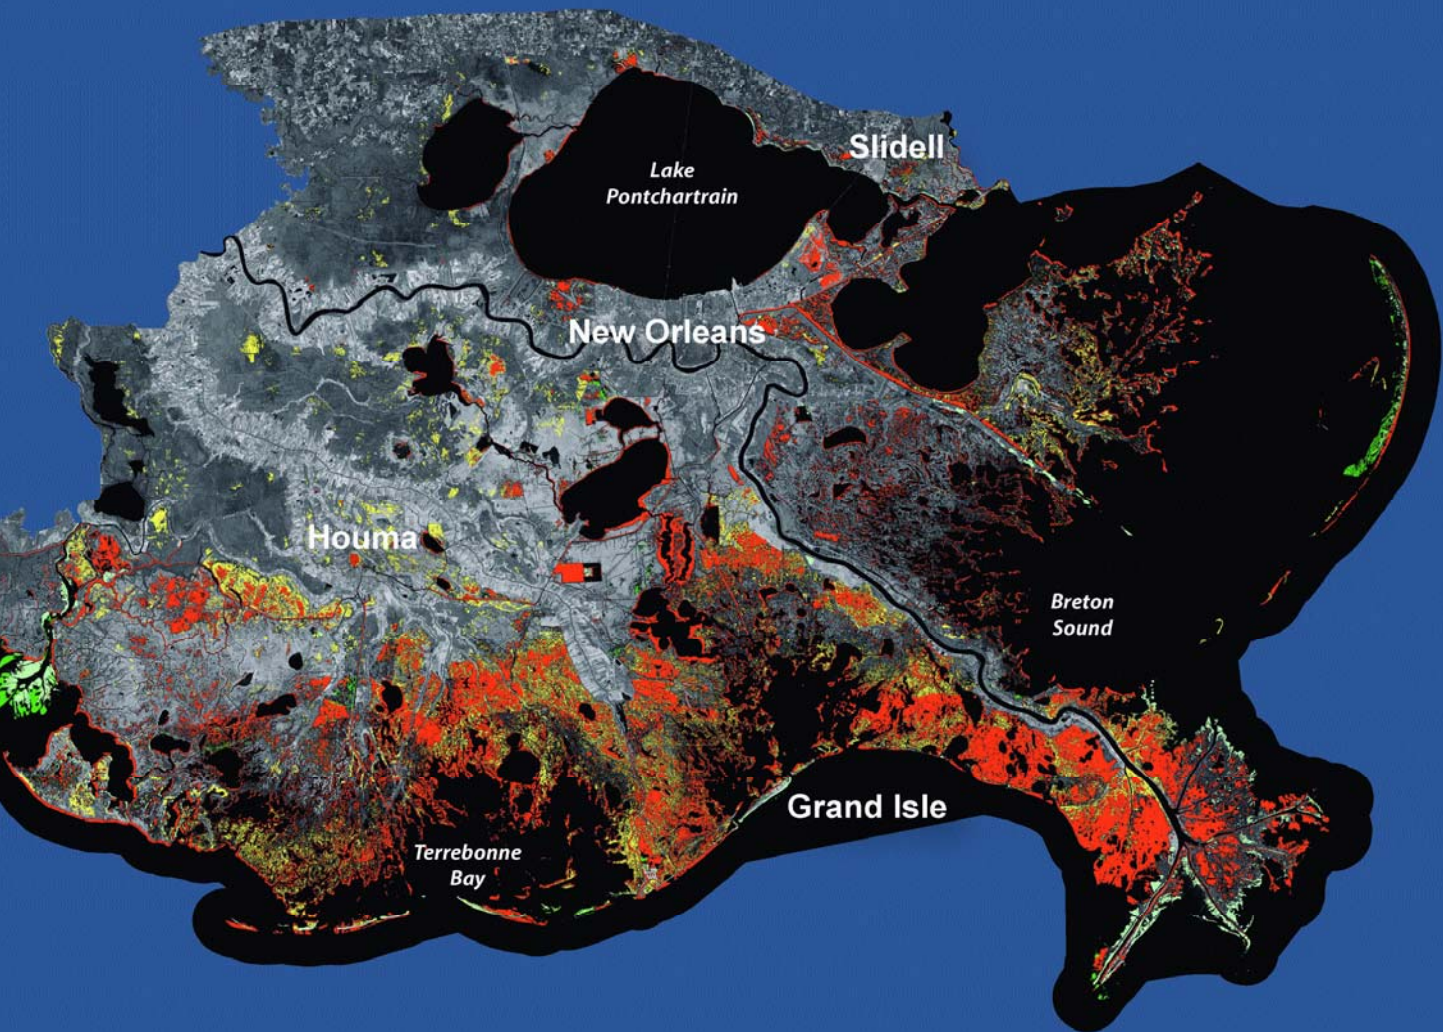 Slidell
Lake
Pontchartrain
New Orleans
Houma
Breton
Sound
Grand Isle
Terrebonne
Bay